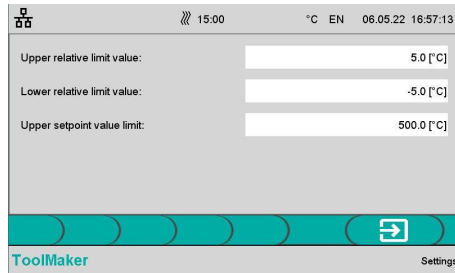 15:00 °C EN 06.05.22 16:57:13
Upper relative limit value: 5.0 [°C]
Lower relative limit value: -5.0 [°C]
Upper setpoint value limit: 500.0 [°C]
ToolMaker Settings